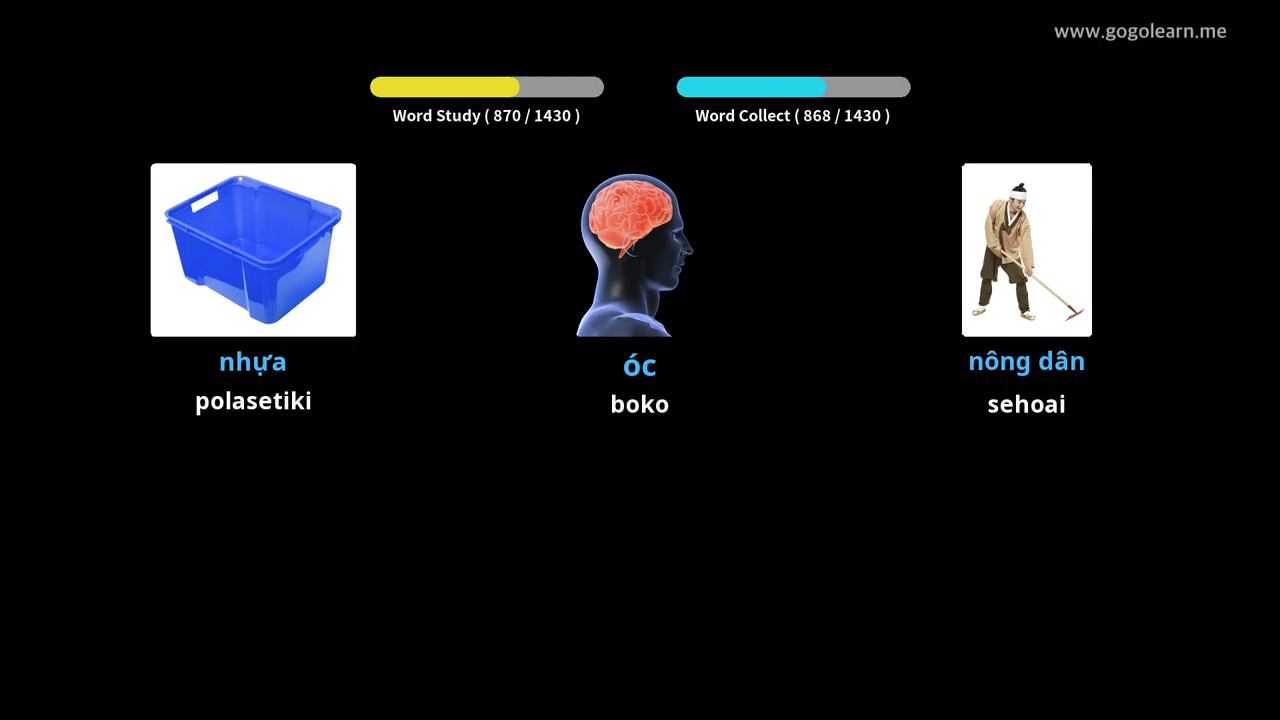 www.gogolearn.me
Word Study ( 870 / 1430 )
Word Collect ( 868 / 1430 )
nhựa
polasetiki
óc
boko
nông dân
sehoai